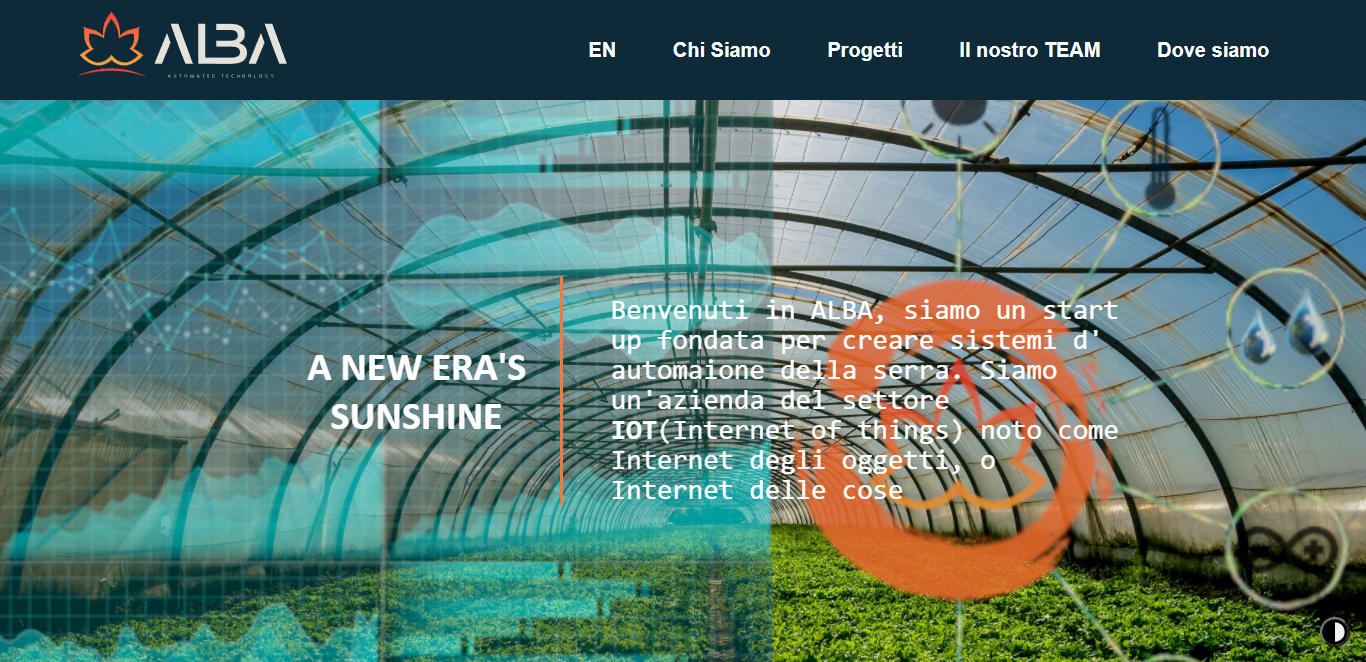 ALBA
AUTOMATED TECHNOLOGY
EN
Chi Siamo
Progetti
Il nostro TEAM
Dove siamo
A NEW ERA'S
SUNSHINE
Benvenuti in ALBA, siamo un start
up fondata per creare sistemi d'
automaione della serra. Siamo
un'azienda del settore
IOT(Internet of things) noto come
Internet degli oggetti, o
Internet delle cose